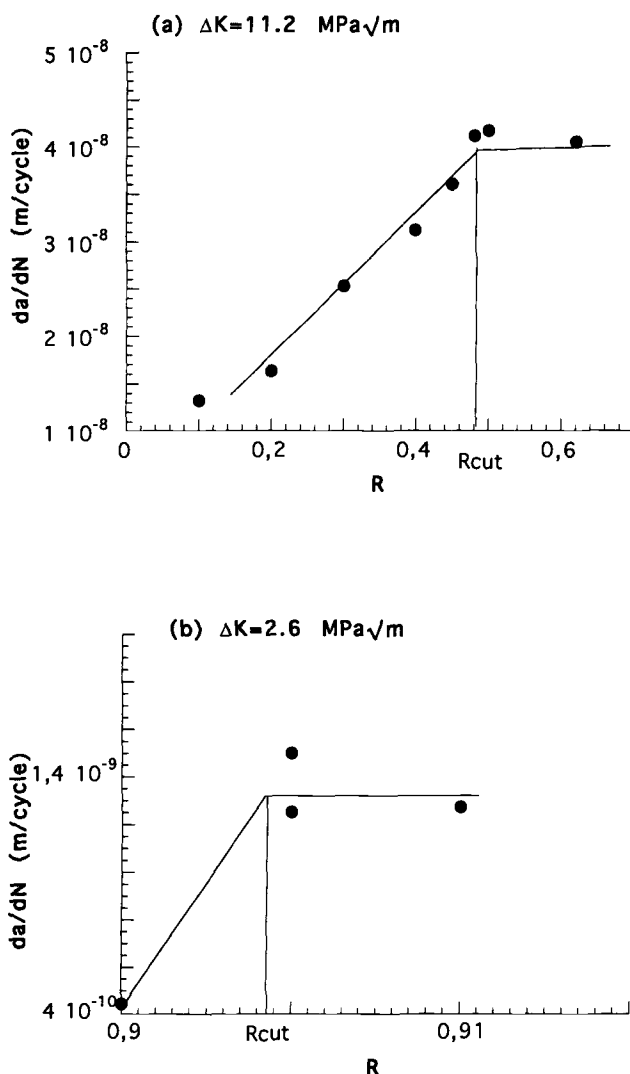 (a) ΔK=11.2 MPa√m
5 10⁻⁸
4 10⁻⁸
3 10⁻⁸
2 10⁻⁸
1 10⁻⁸
da/dN (m/cycle)
0 0,2 0,4 Rcut 0,6
R
(b) ΔK=2.6 MPa√m
1,4 10⁻⁹
4 10⁻¹⁰
da/dN (m/cycle)
0,9 Rcut 0,91
R